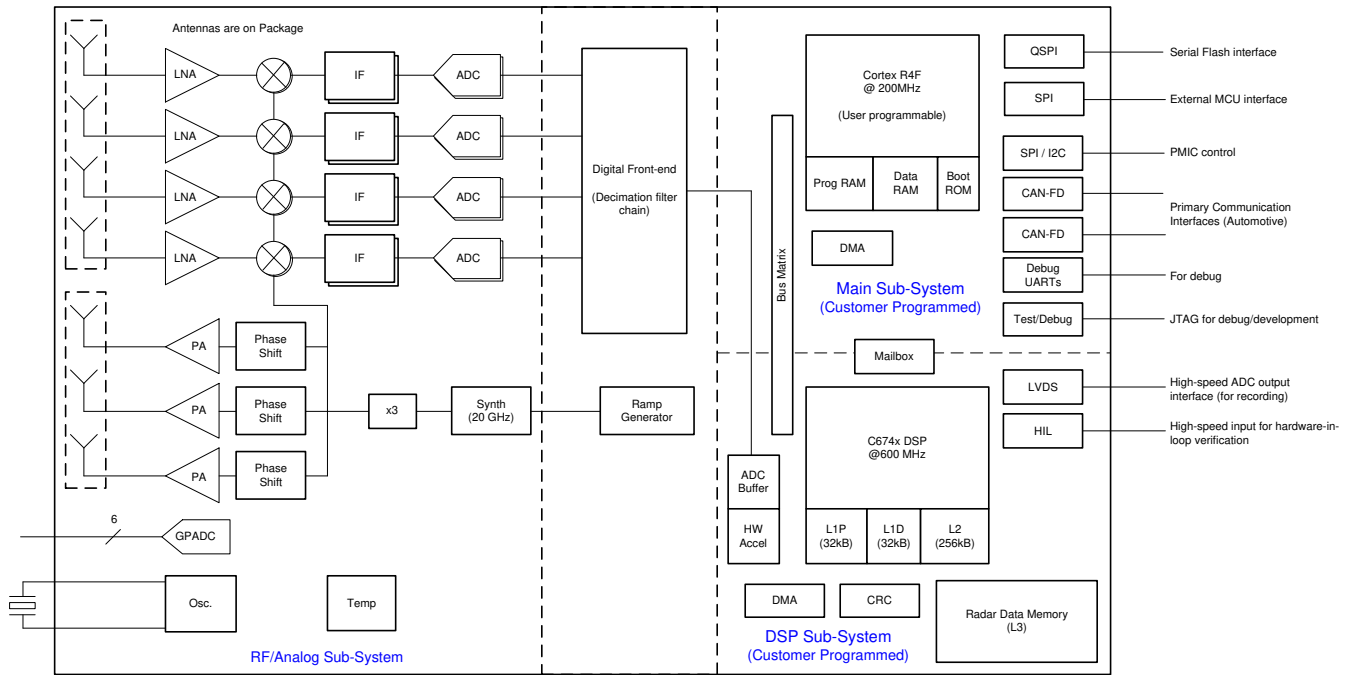 Antennas are on Package
LNA
IF
ADC
LNA
IF
ADC
LNA
IF
ADC
LNA
IF
ADC
Digital Front-end
(Decimation filter
chain)
PA
Phase
Shift
PA
Phase
Shift
PA
Phase
Shift
x3
Synth
(20 GHz)
Ramp
Generator
6
GPADC
Osc.
Temp
RF/Analog Sub-System
Bus Matrix
Cortex R4F
@ 200MHz
(User programmable)
Prog RAM
Data
RAM
Boot
ROM
DMA
Main Sub-System
(Customer Programmed)
Mailbox
QSPI
Serial Flash interface
SPI
External MCU interface
SPI / I2C
PMIC control
CAN-FD
CAN-FD
Primary Communication
Interfaces (Automotive)
Debug
UARTs
For debug
Test/Debug
JTAG for debug/development
LVDS
High-speed ADC output
interface (for recording)
HIL
High-speed input for hardware-in-
loop verification
C674x DSP
@600 MHz
L1P
(32kB)
L1D
(32kB)
L2
(256kB)
ADC
Buffer
HW
Accel
DMA
CRC
Radar Data Memory
(L3)
DSP Sub-System
(Customer Programmed)